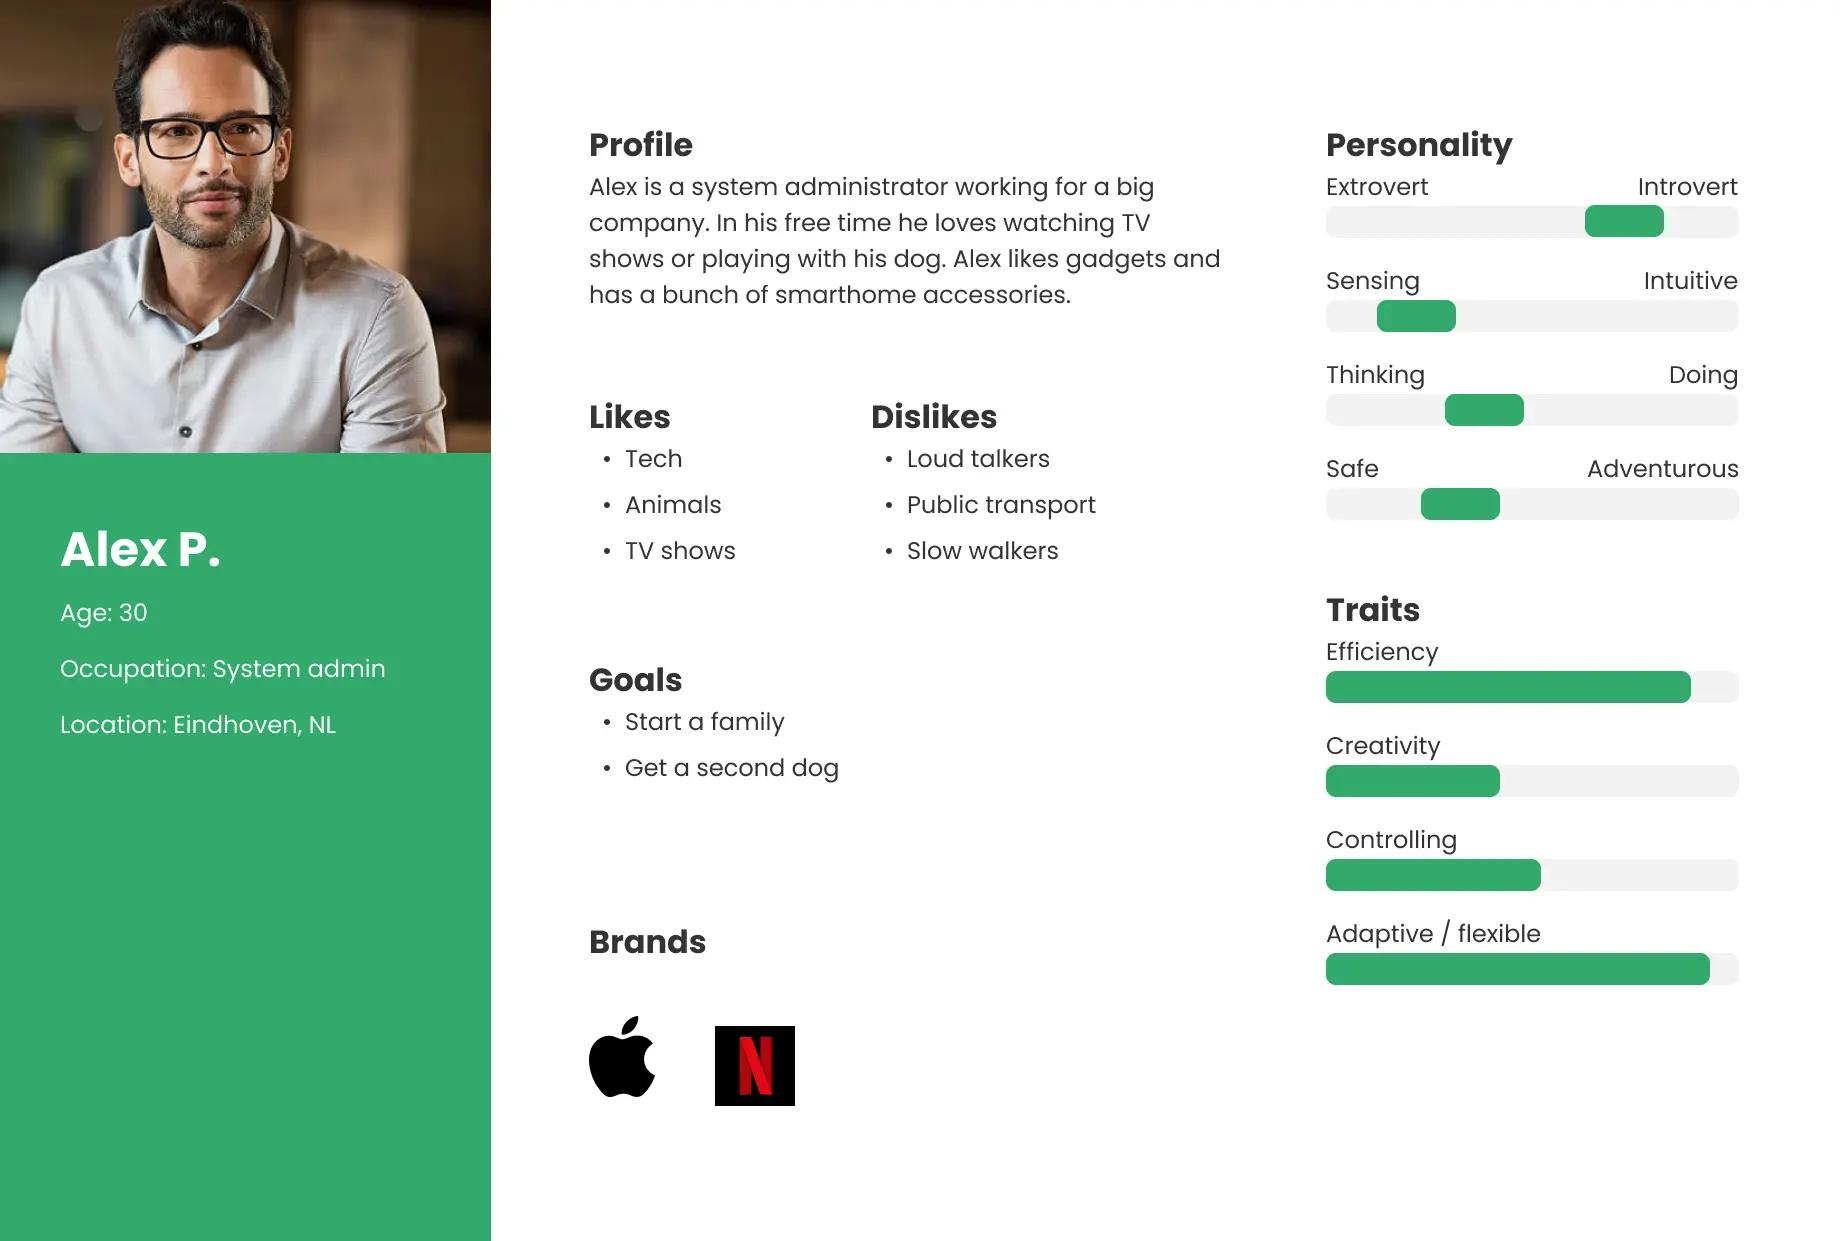 Alex P.
Age: 30
Occupation: System admin
Location: Eindhoven, NL
Profile
Alex is a system administrator working for a big
company. In his free time he loves watching TV
shows or playing with his dog. Alex likes gadgets and
has a bunch of smarthome accessories.
Likes
• Tech
• Animals
• TV shows
Dislikes
• Loud talkers
• Public transport
• Slow walkers
Goals
• Start a family
• Get a second dog
Brands
N
Personality
Extrovert Introvert
Sensing Intuitive
Thinking Doing
Safe Adventurous
Traits
Efficiency
Creativity
Controlling
Adaptive / flexible